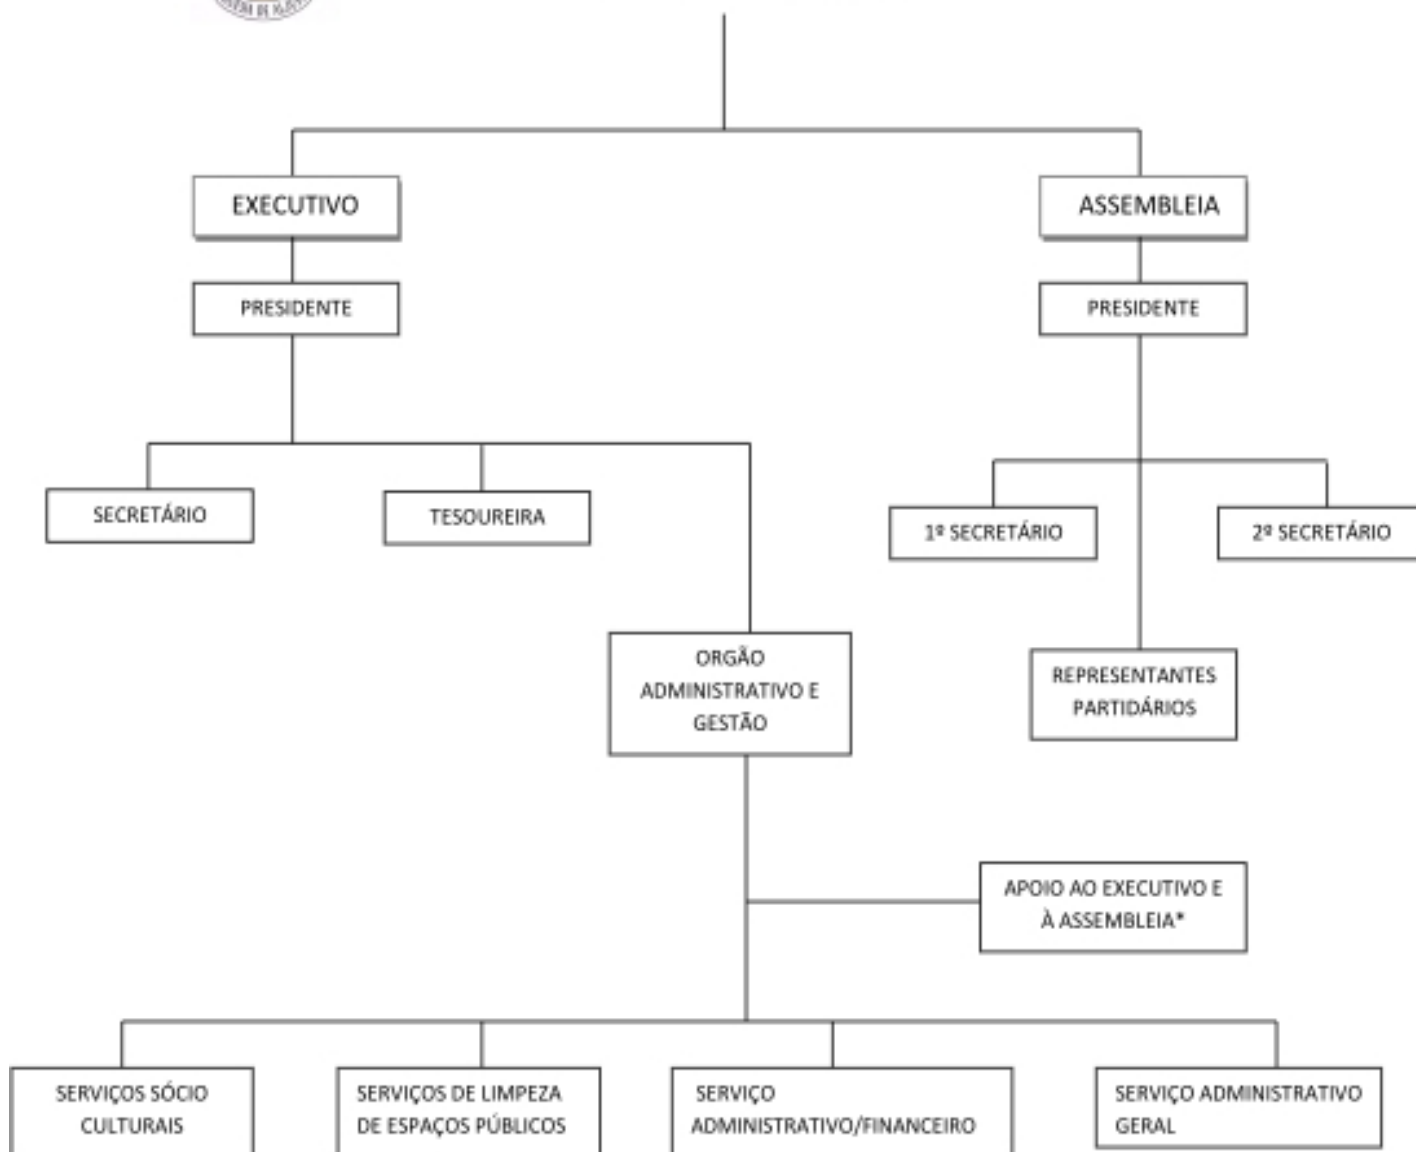 EXECUTIVO
ASSEMBLEIA
PRESIDENTE
PRESIDENTE
SECRETÁRIO
TESOUREIRA
1º SECRETÁRIO
2º SECRETÁRIO
ORGÃO
ADMINISTRATIVO E
GESTÃO
REPRESENTANTES
PARTIDÁRIOS
APOIO AO EXECUTIVO E
À ASSEMBLEIA*
SERVIÇOS SÓCIO
CULTURAIS
SERVIÇOS DE LIMPEZA
DE ESPAÇOS PÚBLICOS
SERVIÇO
ADMINISTRATIVO/FINANCEIRO
SERVIÇO ADMINISTRATIVO
GERAL